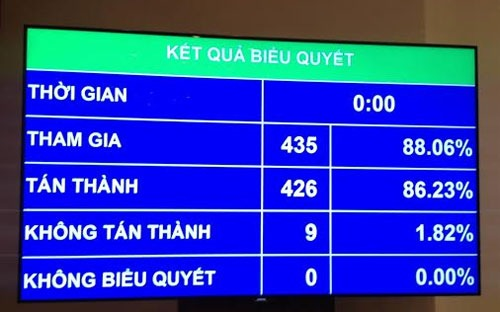 KẾT QUẢ BIỂU QUYẾT
THỜI GIAN 0:00
THAM GIA 435 88.06%
TÁN THÀNH 426 86.23%
KHÔNG TÁN THÀNH 9 1.82%
KHÔNG BIỂU QUYẾT 0 0.00%